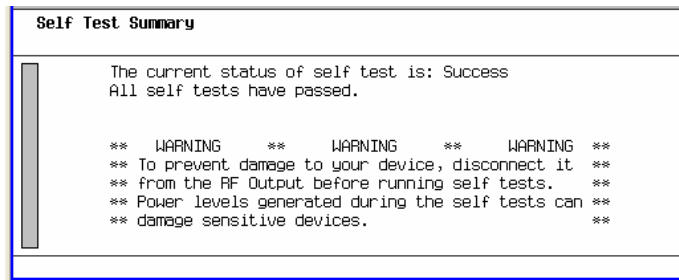 Self Test Summary
The current status of self test is: Success
All self tests have passed.
** WARNING ** WARNING ** WARNING **
** To prevent damage to your device, disconnect it **
** from the RF Output before running self tests. **
** Power levels generated during the self tests can **
** damage sensitive devices. **